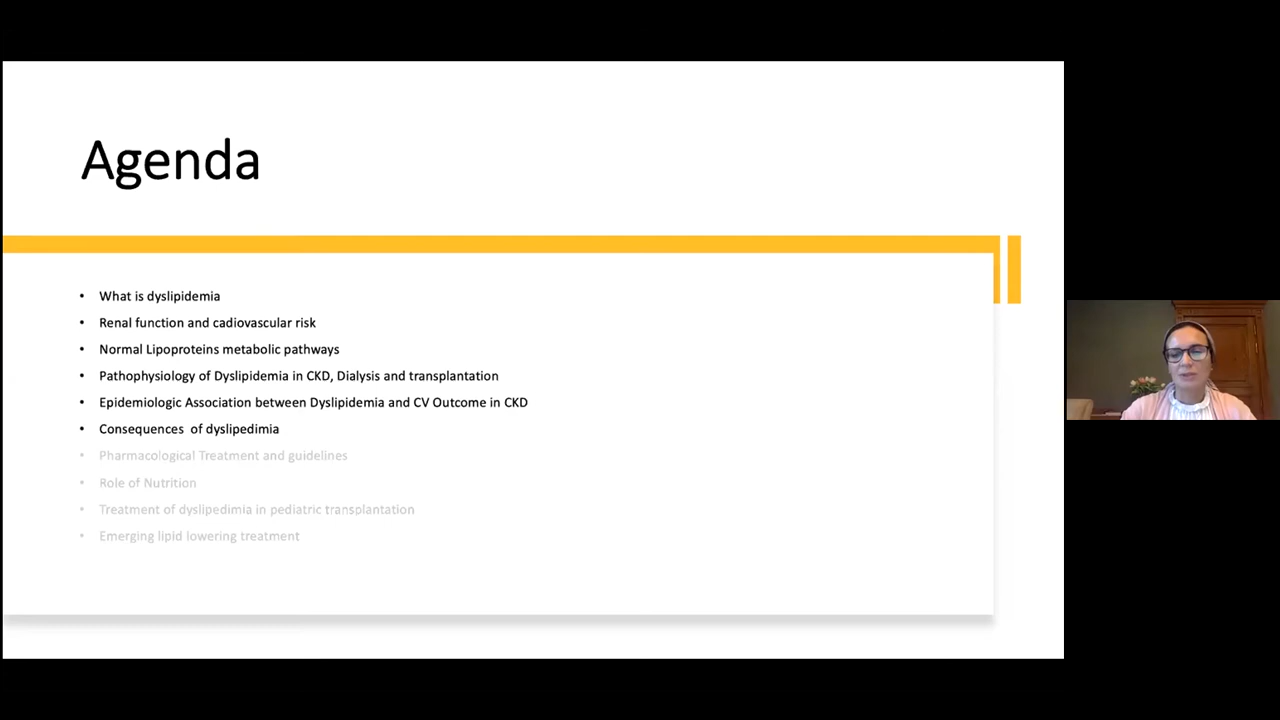 Agenda
• What is dyslipidemia
• Renal function and cadiovascular risk
• Normal Lipoproteins metabolic pathways
• Pathophysiology of Dyslipidemia in CKD, Dialysis and transplantation
• Epidemiologic Association between Dyslipidemia and CV Outcome in CKD
• Consequences of dyslipedimia
• Pharmacological Treatment and guidelines
• Role of Nutrition
• Treatment of dyslipedimia in pediatric transplantation
• Emerging lipid lowering treatment